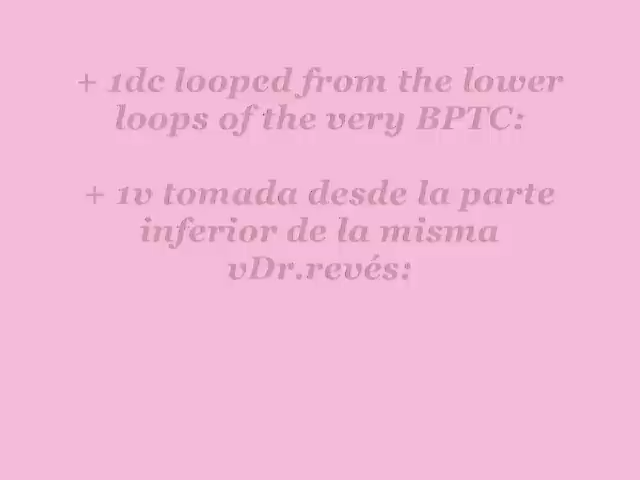 + 1dc looped from the lower
loops of the very BPTC:
+ 1v tomada desde la parte
inferior de la misma
vDr.revés: